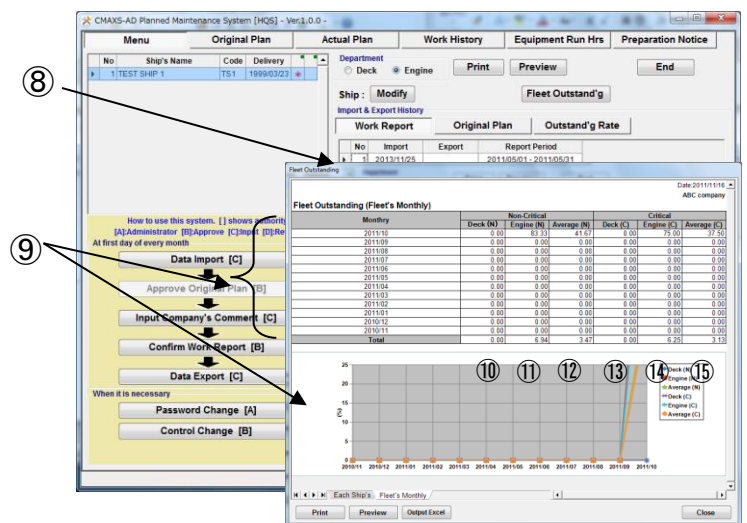 CMAXS-AD Planned Maintenance System [HQS] - Ver.1.0.0 -
Menu Original Plan Actual Plan Work History Equipment Run Hrs Preparation Notice
No Ship's Name Code Delivery
1 TEST SHIP 1 TS1 1999/03/23 *
Department
Deck Engine Print Preview End
Ship : Modify Fleet Outstand'g
Import & Export History
Work Report Original Plan Outstand'g Rate
No Import Export Report Period
1 2013/11/25 2011/05/01 - 2011/05/31
⑧
⑨
How to use this system. [ ] shows authority
[A]:Administrator [B]:Approve [C]:Input [D]:Re
At first day of every month
Data Import [C]
Approve Original Plan [B]
Input Company's Comment [C]
Confirm Work Report [B]
Data Export [C]
When it is necessary
Password Change [A]
Control Change [B]
Fleet Outstanding
Date:2011/11/16
ABC company
Fleet Outstanding (Fleet's Monthly)
Monthry Non-Critical Critical
Deck (N) Engine (N) Average (N) Deck (C) Engine (C) Average (C)
2011/10 0.00 83.33 41.67 0.00 75.00 37.50
2011/09 0.00 0.00 0.00 0.00 0.00 0.00
2011/08 0.00 0.00 0.00 0.00 0.00 0.00
2011/07 0.00 0.00 0.00 0.00 0.00 0.00
2011/06 0.00 0.00 0.00 0.00 0.00 0.00
2011/05 0.00 0.00 0.00 0.00 0.00 0.00
2011/04 0.00 0.00 0.00 0.00 0.00 0.00
2011/03 0.00 0.00 0.00 0.00 0.00 0.00
2011/02 0.00 0.00 0.00 0.00 0.00 0.00
2011/01 0.00 0.00 0.00 0.00 0.00 0.00
2010/12 0.00 0.00 0.00 0.00 0.00 0.00
2010/11 0.00 0.00 0.00 0.00 0.00 0.00
Total 0.00 6.94 3.47 0.00 6.25 3.13
⑩ ⑪ ⑫ ⑬ ⑭ ⑮
25
20
15
10
5
0
(%)
2010/11 2010/12 2011/01 2011/02 2011/03 2011/04 2011/05 2011/06 2011/07 2011/08 2011/09 2011/10
Deck (N)
Engine (N)
Average (N)
Deck (C)
Engine (C)
Average (C)
Each Ship's Fleet's Monthly
Print Preview Output Excel Close